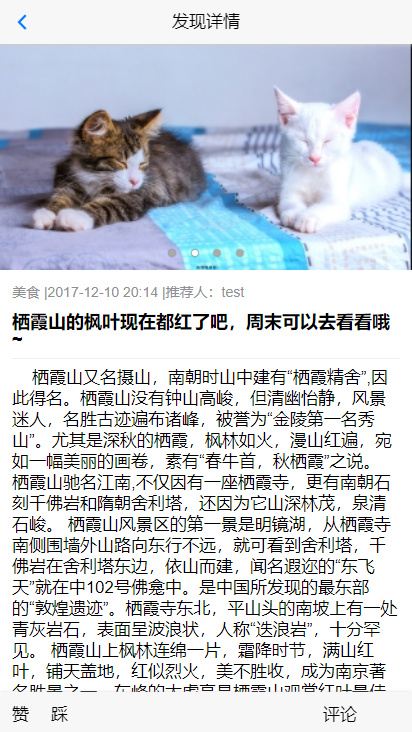 发现详情
美食 |2017-12-10 20:14 |推荐人：test
栖霞山的枫叶现在都红了吧，周末可以去看看哦
~
栖霞山又名摄山，南朝时山中建有“栖霞精舍”,因
此得名。栖霞山没有钟山高峻，但清幽怡静，风景
迷人，名胜古迹遍布诸峰，被誉为“金陵第一名秀
山”。尤其是深秋的栖霞，枫林如火，漫山红遍，宛
如一幅美丽的画卷，素有“春牛首，秋栖霞”之说。
栖霞山驰名江南,不仅因有一座栖霞寺，更有南朝石
刻千佛岩和隋朝舍利塔，还因为它山深林茂，泉清
石峻。 栖霞山风景区的第一景是明镜湖，从栖霞寺
南侧围墙外山路向东行不远，就可看到舍利塔，千
佛岩在舍利塔东边，依山而建，闻名遐迩的“东飞
天”就在中102号佛龛中。是中国所发现的最东部
的“敦煌遗迹”。栖霞寺东北，平山头的南坡上有一处
青灰岩石，表面呈波浪状，人称“迭浪岩”，十分罕
见。 栖霞山上枫林连绵一片，霜降时节，满山红
叶，铺天盖地，红似烈火，美不胜收，成为南京著
名胜景之一。东峰的太虚亭是栖霞山观赏红叶最佳
赞 踩 评论